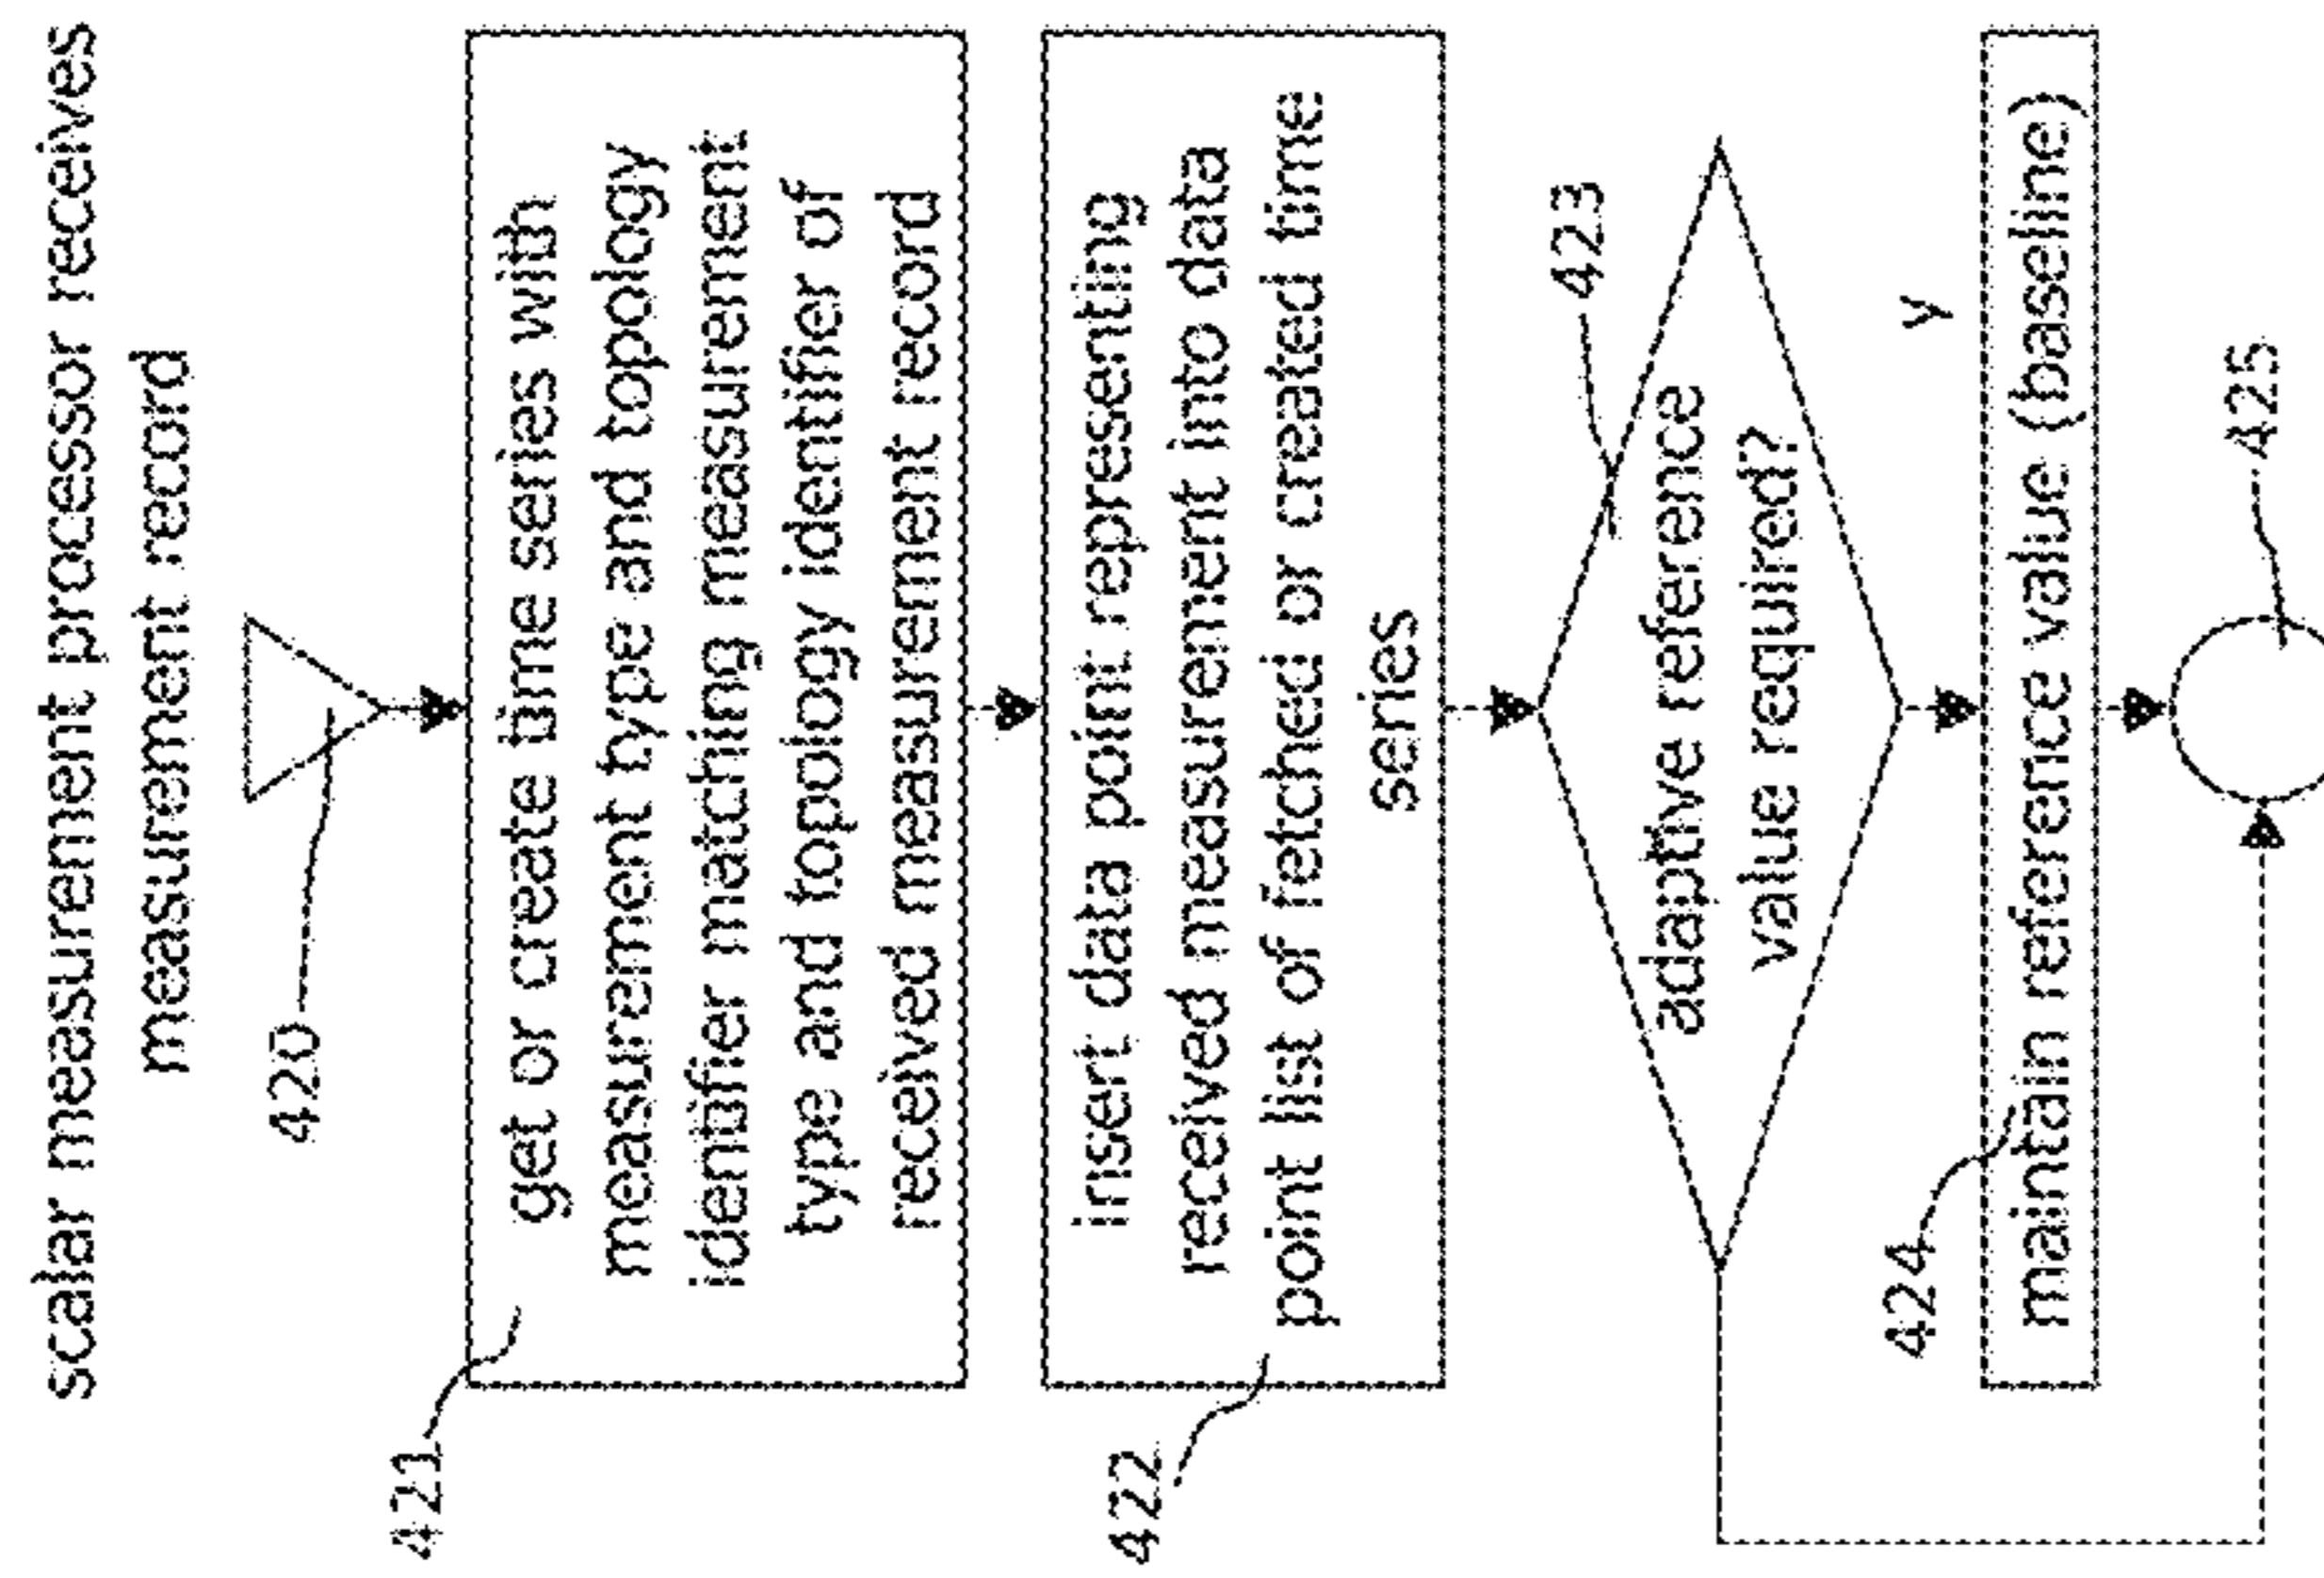 scalar measurement processor receives
measurement record
420
421
get or create time series with
measurement type and topology
identifier matching measurement
type and topology identifier of
received measurement record
422
insert data point representing
received measurement into data
point list of fetched or created time
series
423
adaptive reference
value required?
y
424
maintain reference value (baseline)
425